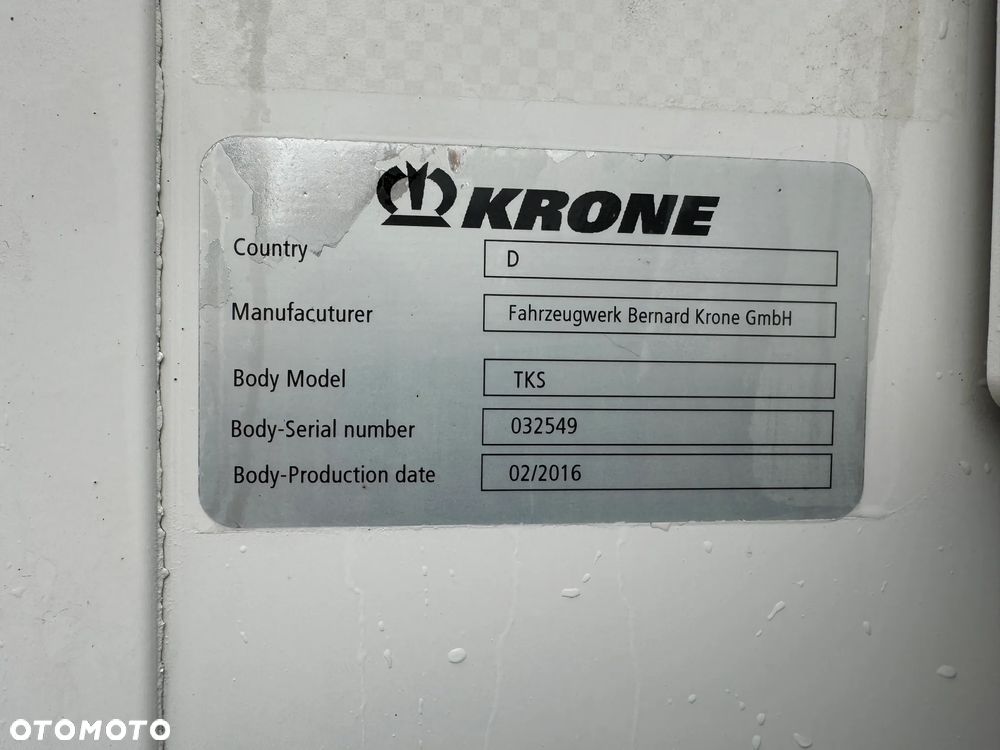 KRONE
Country D
Manufacuturer Fahrzeugwerk Bernard Krone GmbH
Body Model TKS
Body-Serial number 032549
Body-Production date 02/2016
OTOMOTO